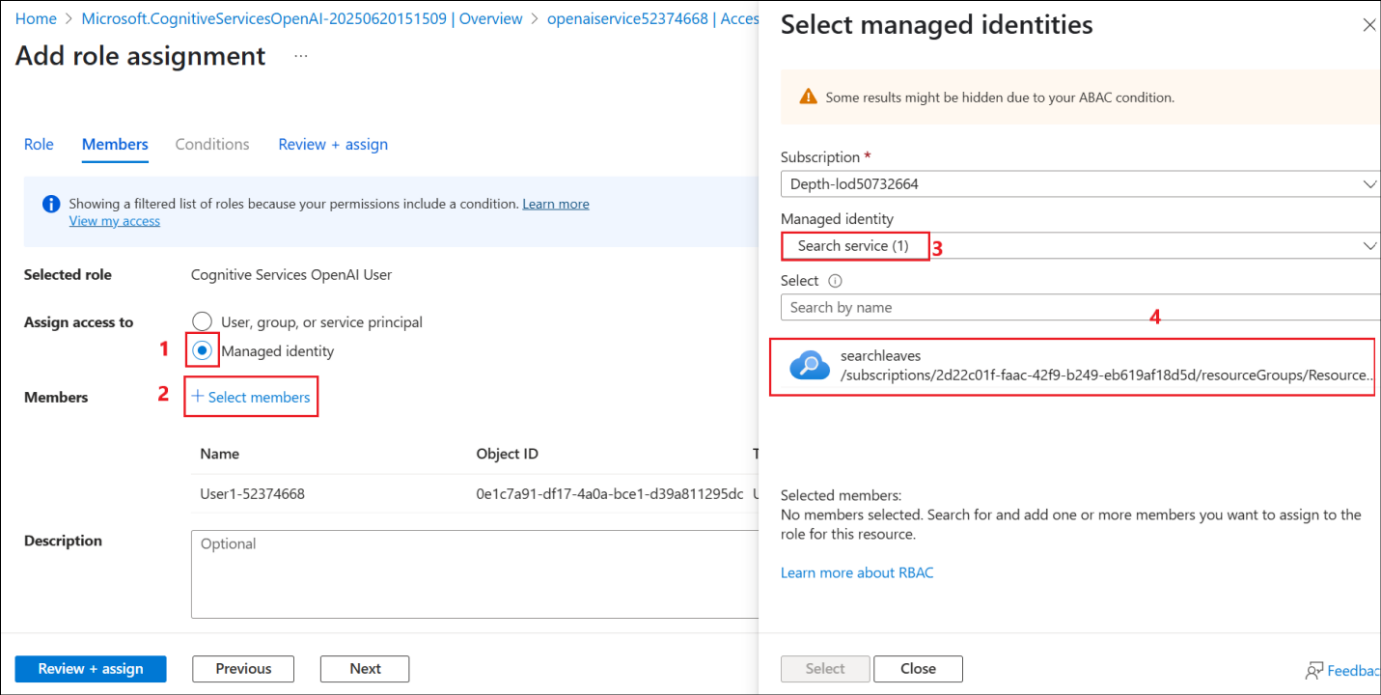 Home > Microsoft.CognitiveServicesOpenAI-20250620151509 | Overview > openaiservice52374668 | Acces
Add role assignment ...
Role Members Conditions Review + assign
Showing a filtered list of roles because your permissions include a condition. Learn more
View my access
Selected role Cognitive Services OpenAI User
Assign access to User, group, or service principal
1 Managed identity
Members 2 + Select members
Name Object ID T
User1-52374668 0e1c7a91-df17-4a0a-bce1-d39a811295dc U
Description Optional
Review + assign Previous Next
Select managed identities
Some results might be hidden due to your ABAC condition.
Subscription *
Depth-lod50732664
Managed identity
Search service (1) 3
Select
Search by name
4
searchleaves
/subscriptions/2d22c01f-faac-42f9-b249-eb619af18d5d/resourceGroups/Resource...
Selected members:
No members selected. Search for and add one or more members you want to assign to the
role for this resource.
Learn more about RBAC
Select Close
Feedbac